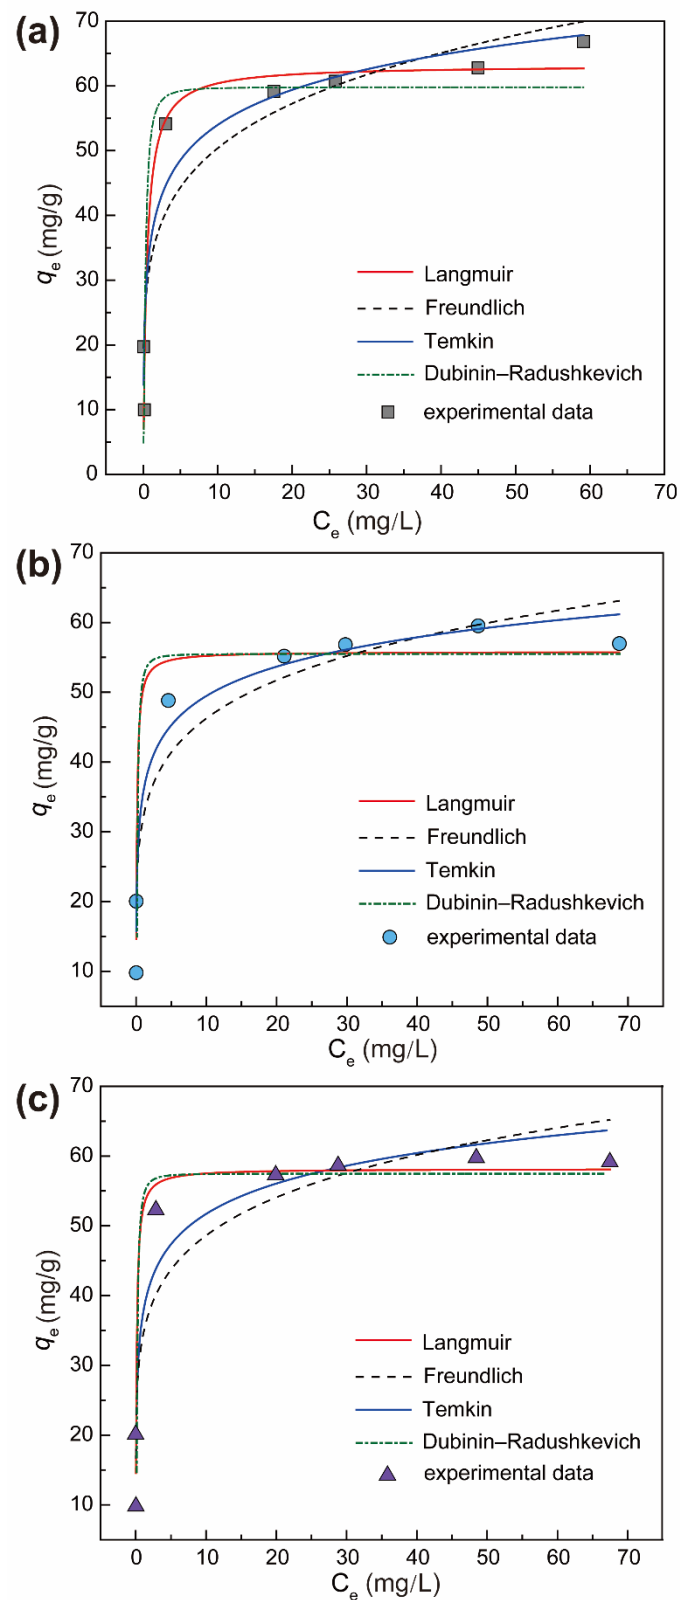 (a)
70
60
50
40
30
20
10
0
qe (mg/g)
Langmuir
Freundlich
Temkin
Dubinin–Radushkevich
experimental data
0 10 20 30 40 50 60 70
Ce (mg/L)
(b)
70
60
50
40
30
20
10
qe (mg/g)
Langmuir
Freundlich
Temkin
Dubinin–Radushkevich
experimental data
0 10 20 30 40 50 60 70
Ce (mg/L)
(c)
70
60
50
40
30
20
10
qe (mg/g)
Langmuir
Freundlich
Temkin
Dubinin–Radushkevich
experimental data
0 10 20 30 40 50 60 70
Ce (mg/L)